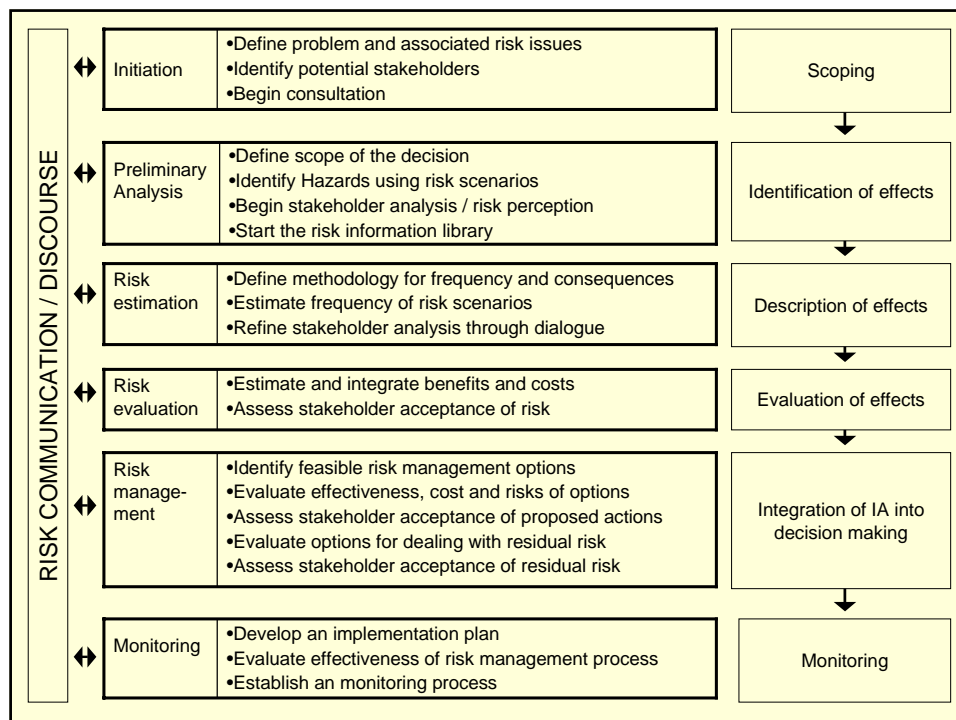 RISK COMMUNICATION / DISCOURSE
Initiation
•Define problem and associated risk issues
•Identify potential stakeholders
•Begin consultation
Scoping
Preliminary
Analysis
•Define scope of the decision
•Identify Hazards using risk scenarios
•Begin stakeholder analysis / risk perception
•Start the risk information library
Identification of effects
Risk
estimation
•Define methodology for frequency and consequences
•Estimate frequency of risk scenarios
•Refine stakeholder analysis through dialogue
Description of effects
Risk
evaluation
•Estimate and integrate benefits and costs
•Assess stakeholder acceptance of risk
Evaluation of effects
Risk
manage-
ment
•Identify feasible risk management options
•Evaluate effectiveness, cost and risks of options
•Assess stakeholder acceptance of proposed actions
•Evaluate options for dealing with residual risk
•Assess stakeholder acceptance of residual risk
Integration of IA into
decision making
Monitoring
•Develop an implementation plan
•Evaluate effectiveness of risk management process
•Establish an monitoring process
Monitoring